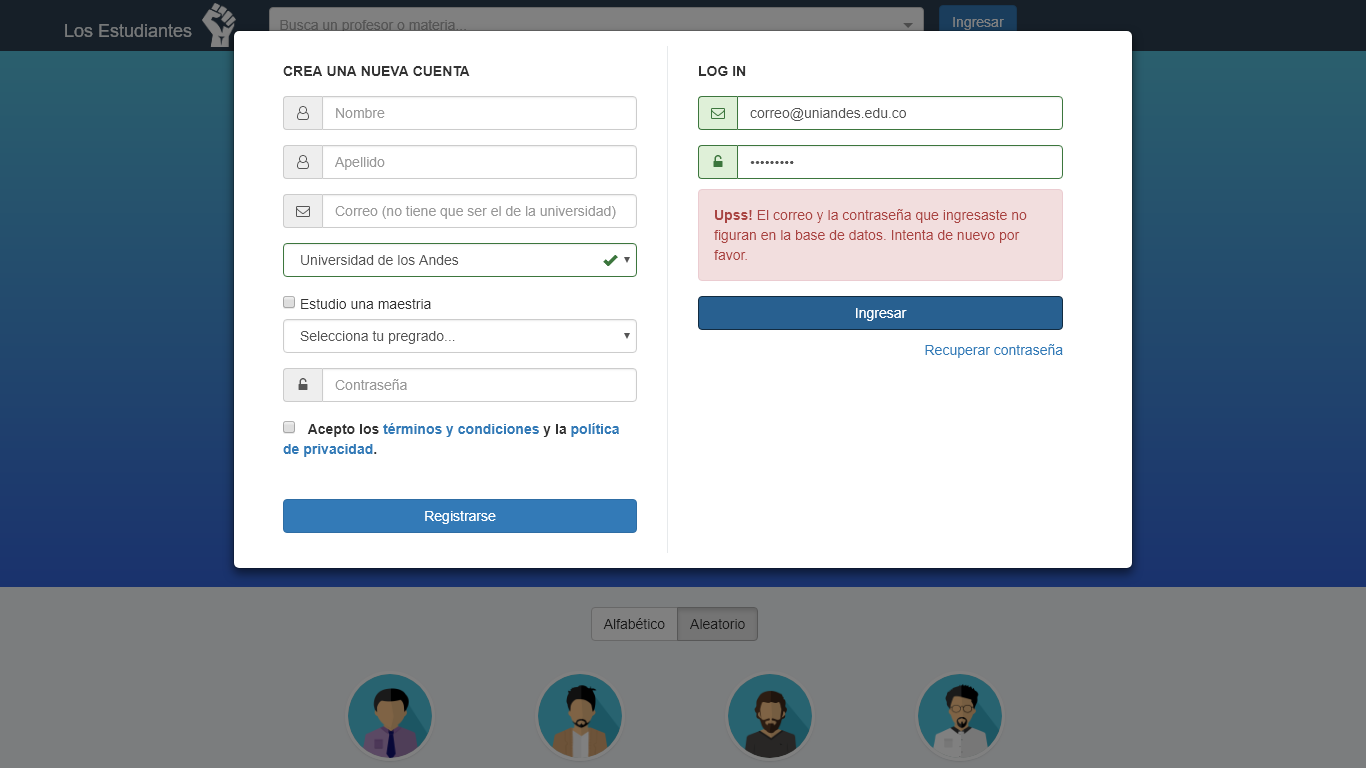 Los Estudiantes
Busca un profesor o materia...
Ingresar
CREA UNA NUEVA CUENTA
Nombre
Apellido
Correo (no tiene que ser el de la universidad)
Universidad de los Andes
Estudio una maestria
Selecciona tu pregrado...
Contraseña
Acepto los términos y condiciones y la política
de privacidad.
Registrarse
LOG IN
correo@uniandes.edu.co
•••••••••
Upss! El correo y la contraseña que ingresaste no
figuran en la base de datos. Intenta de nuevo por
favor.
Ingresar
Recuperar contraseña
Alfabético
Aleatorio